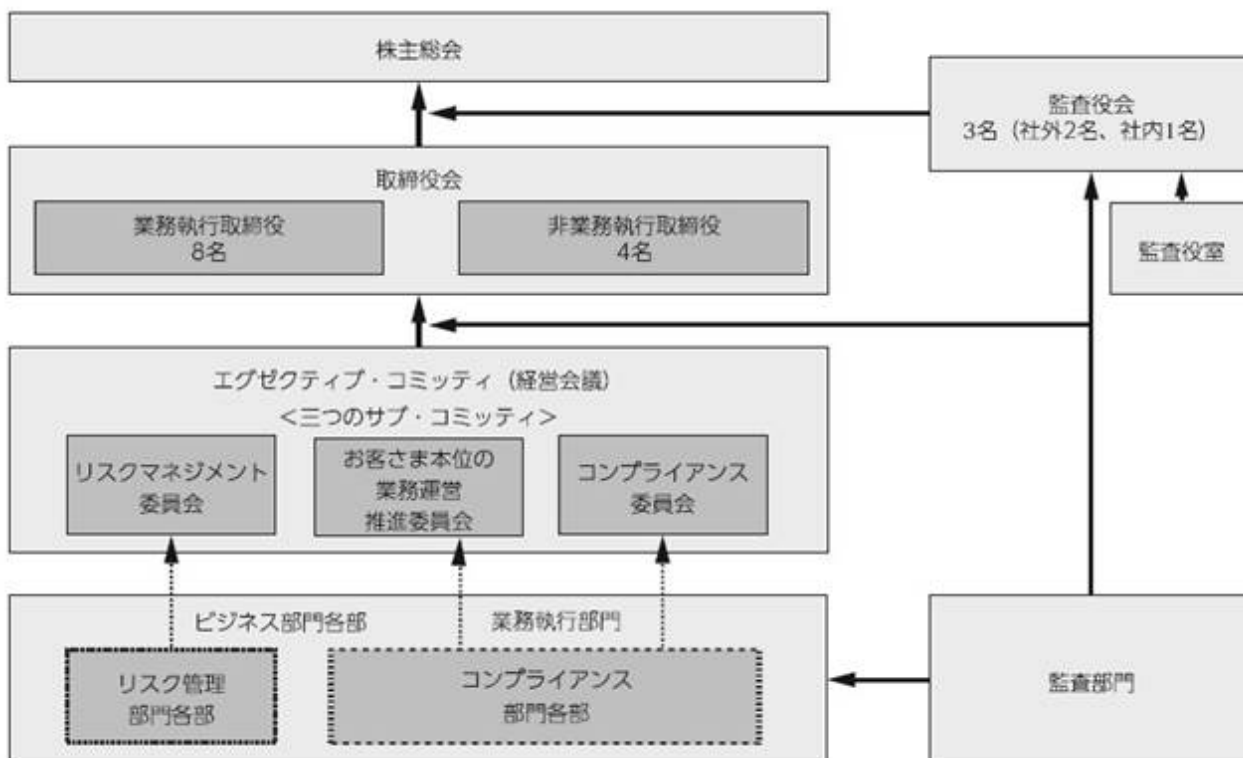 株主総会
監査役会
3名（社外2名、社内1名）
取締役会
業務執行取締役
8名
非業務執行取締役
4名
監査役室
エグゼクティブ・コミッティ（経営会議）
＜三つのサブ・コミッティ＞
リスクマネジメント
委員会
お客さま本位の
業務運営
推進委員会
コンプライアンス
委員会
ビジネス部門各部
業務執行部門
リスク管理
部門各部
コンプライアンス
部門各部
監査部門